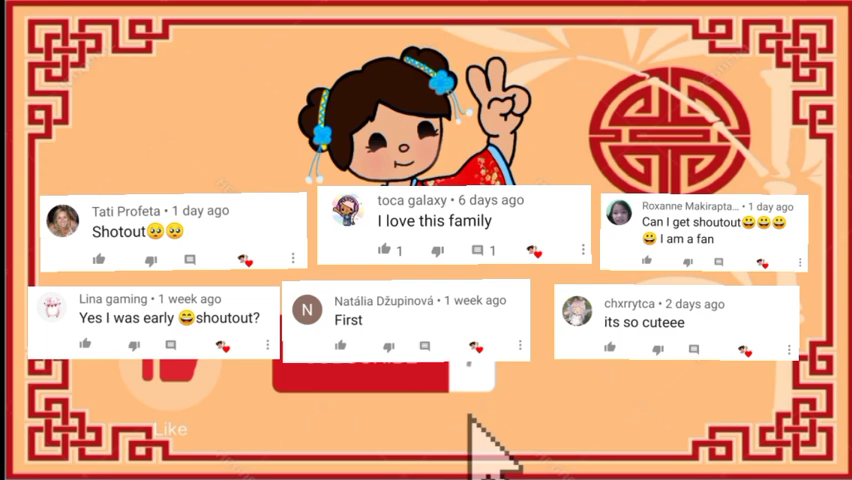 Tati Profeta • 1 day ago
Shotout🥺🥺
toca galaxy • 6 days ago
I love this family
1
1
Roxanne Makirapta... • 1 day ago
Can I get shoutout😀😀😀
😀 I am a fan
Lina gaming • 1 week ago
Yes I was early 😄shoutout?
N
Natália Džupinová • 1 week ago
First
chxrrytca • 2 days ago
its so cuteee
Like